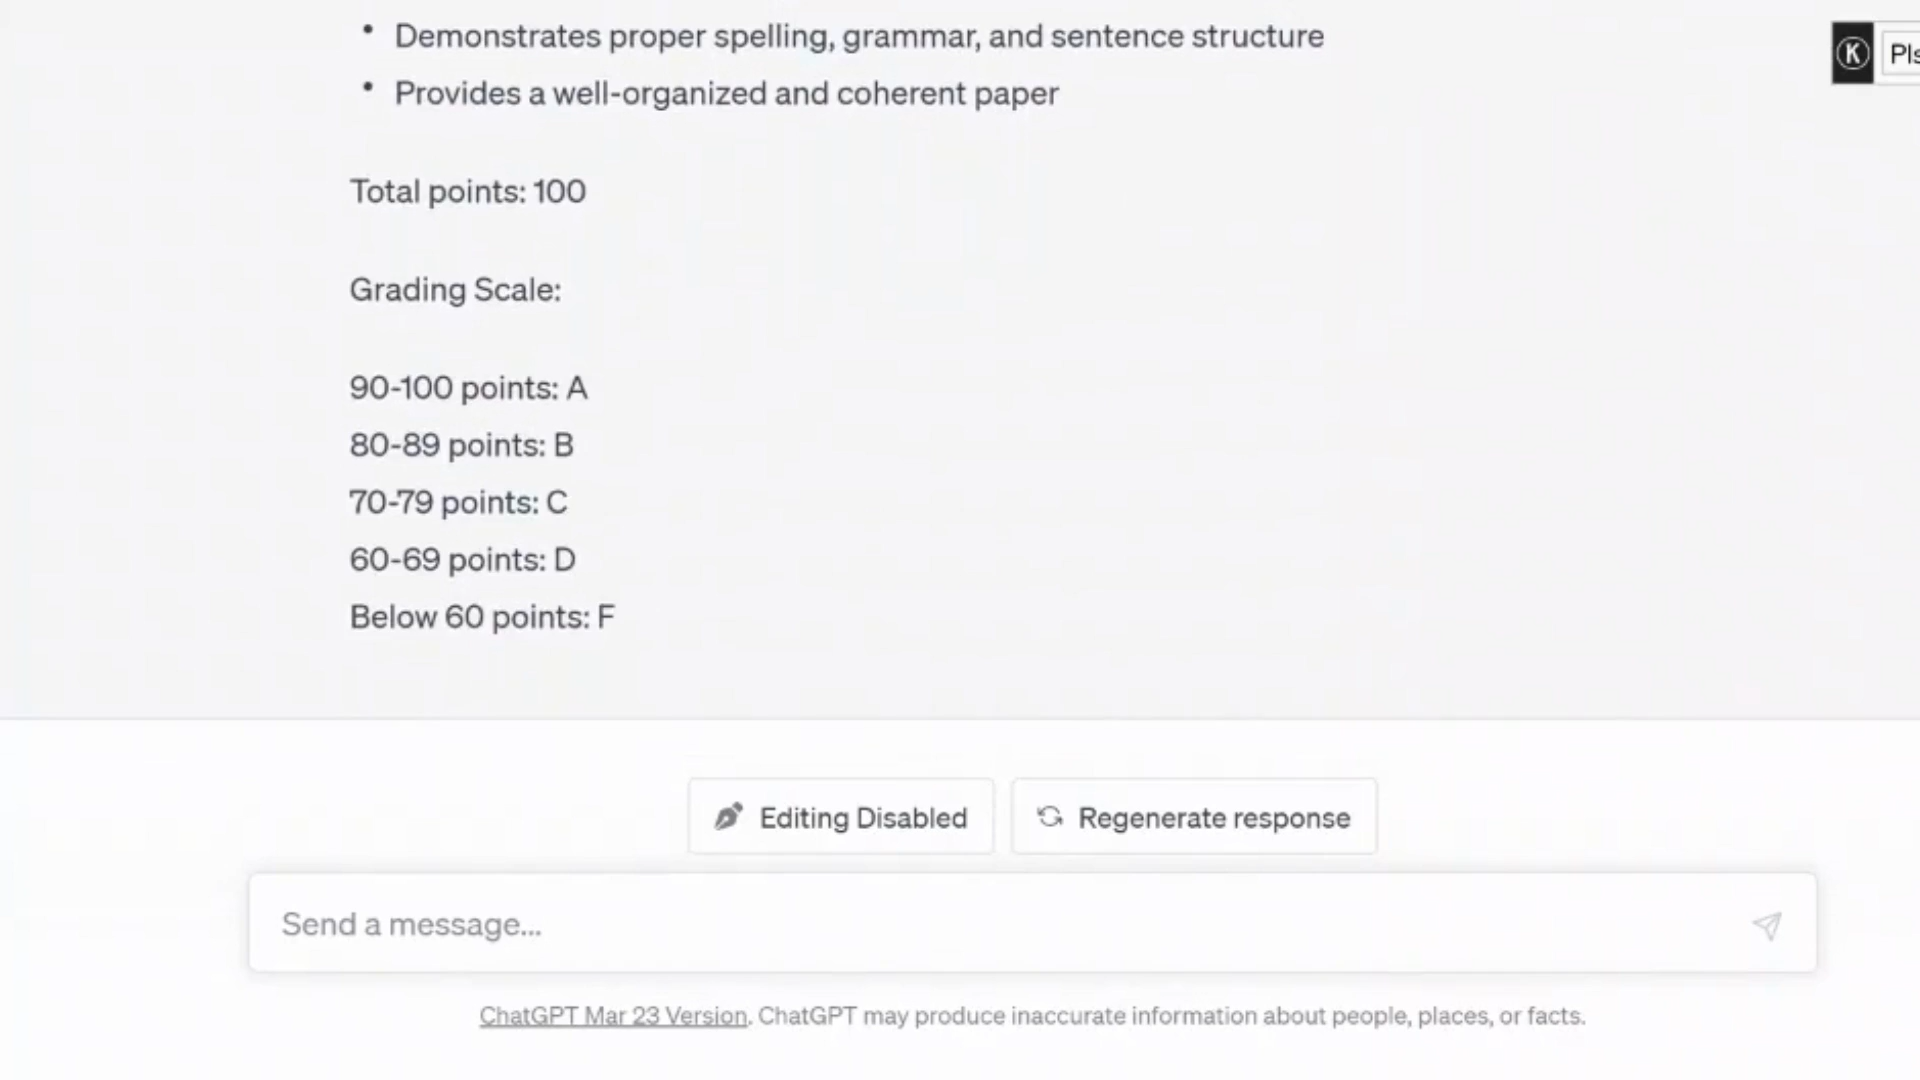 • Demonstrates proper spelling, grammar, and sentence structure
• Provides a well-organized and coherent paper
Total points: 100
Grading Scale:
90-100 points: A
80-89 points: B
70-79 points: C
60-69 points: D
Below 60 points: F
K
Editing Disabled
Regenerate response
Send a message...
ChatGPT Mar 23 Version. ChatGPT may produce inaccurate information about people, places, or facts.